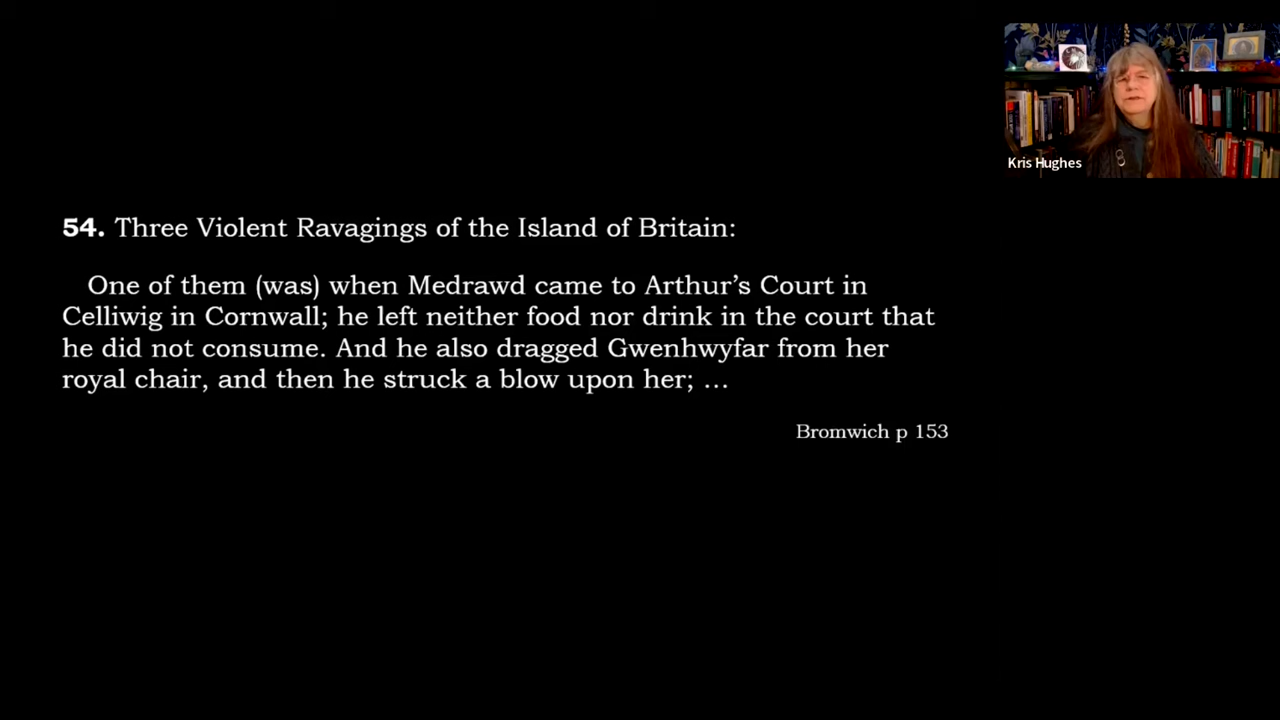 Kris Hughes
54. Three Violent Ravagings of the Island of Britain:
One of them (was) when Medrawd came to Arthur’s Court in
Celliwig in Cornwall; he left neither food nor drink in the court that
he did not consume. And he also dragged Gwenhwyfar from her
royal chair, and then he struck a blow upon her; …
Bromwich p 153